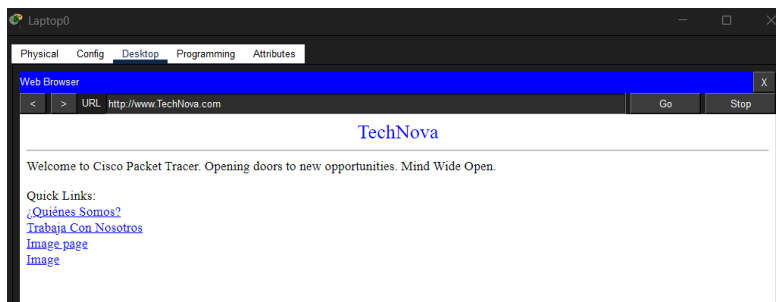 Laptop0
Physical Config Desktop Programming Attributes
Web Browser X
< > URL http://www.TechNova.com Go Stop
TechNova
Welcome to Cisco Packet Tracer. Opening doors to new opportunities. Mind Wide Open.
Quick Links:
¿Quiénes Somos?
Trabaja Con Nosotros
Image page
Image